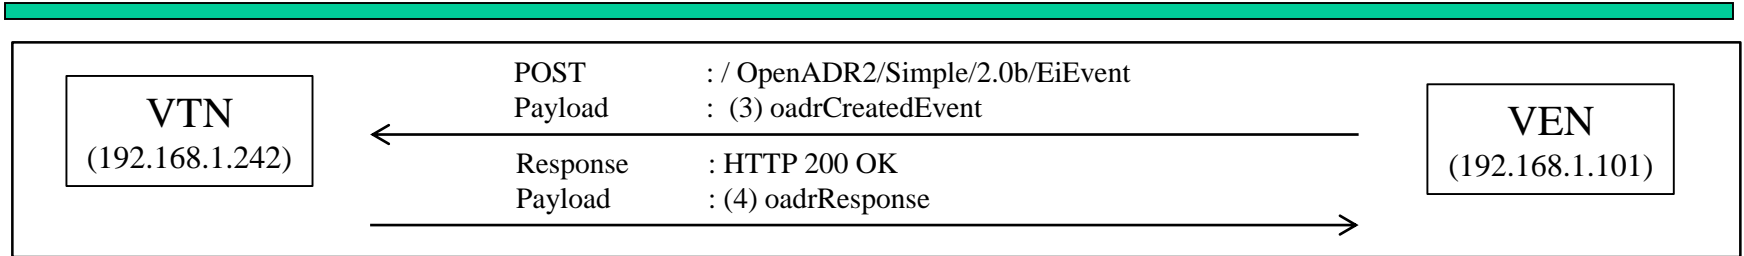 VTN
(192.168.1.242)
POST : / OpenADR2/Simple/2.0b/EiEvent
Payload : (3) oadrCreatedEvent
Response : HTTP 200 OK
Payload : (4) oadrResponse
VEN
(192.168.1.101)